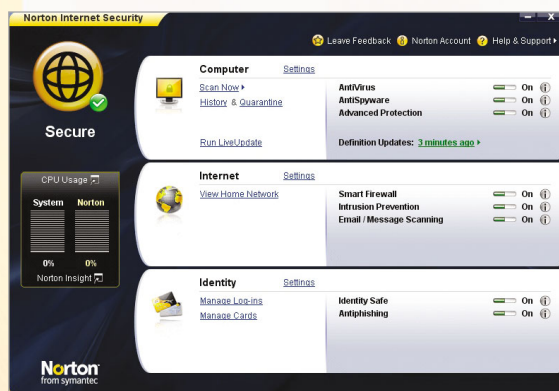 Norton Internet Security
Leave Feedback Norton Account Help & Support
Secure
CPU Usage
System Norton
0% 0%
Norton Insight
Computer Settings
Scan Now
History & Quarantine
Run LiveUpdate
AntiVirus On
AntiSpyware On
Advanced Protection On
Definition Updates: 3 minutes ago
Internet Settings
View Home Network
Smart Firewall On
Intrusion Prevention On
Email / Message Scanning On
Identity Settings
Manage Log-ins
Manage Cards
Identity Safe On
Antiphishing On
Norton
from symantec